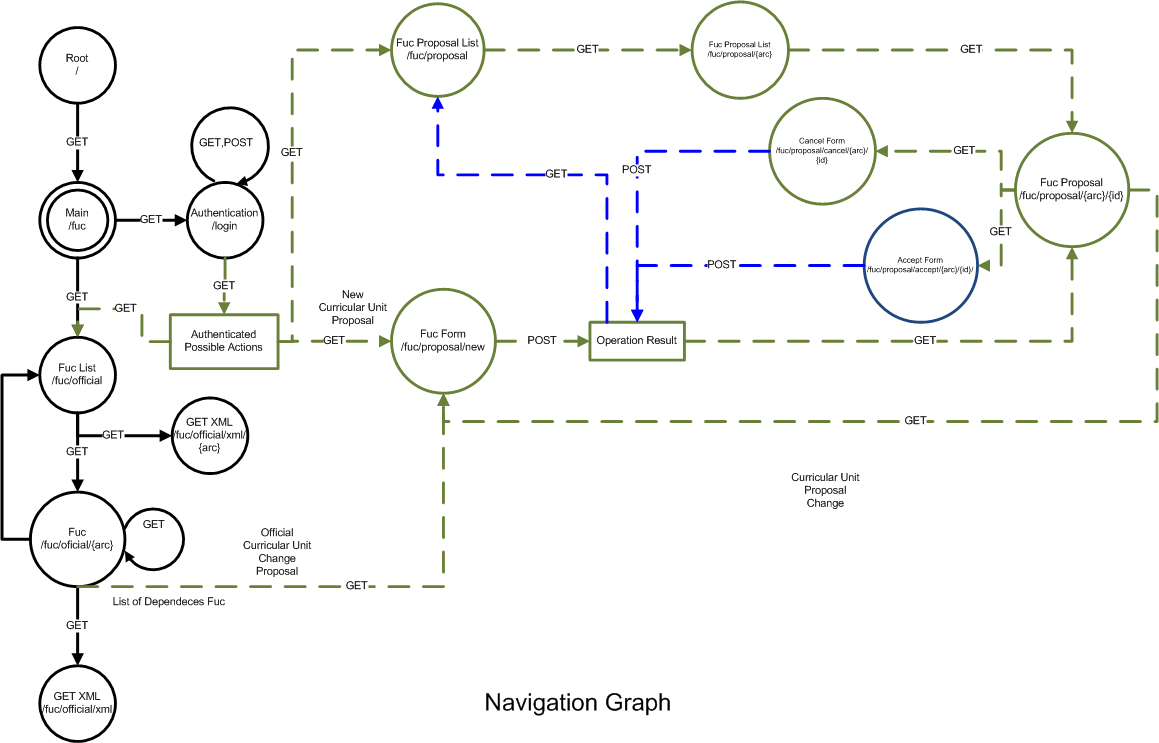 Root
/
GET
Main
/fuc
GET
GET,POST
Authentication
/login
GET
GET
GET
Authenticated
Possible Actions
GET
Fuc Proposal List
/fuc/proposal
GET
Fuc Proposal List
/fuc/proposal/{arc}
GET
Cancel Form
/fuc/proposal/cancel/{arc}/
{id}
GET
Fuc Proposal
/fuc/proposal/{arc}/{id}
GET
POST
GET
Accept Form
/fuc/proposal/accept/{arc}/{id}/
POST
New
Curricular Unit
Proposal
GET
Fuc Form
/fuc/proposal/new
POST
Operation Result
GET
GET
Fuc List
/fuc/official
GET
GET XML
/fuc/official/xml/
{arc}
GET
Fuc
/fuc/oficial/{arc}
GET
Official
Curricular Unit
Change
Proposal
GET
Curricular Unit
Proposal
Change
List of Dependeces Fuc
GET
GET XML
/fuc/official/xml
Navigation Graph